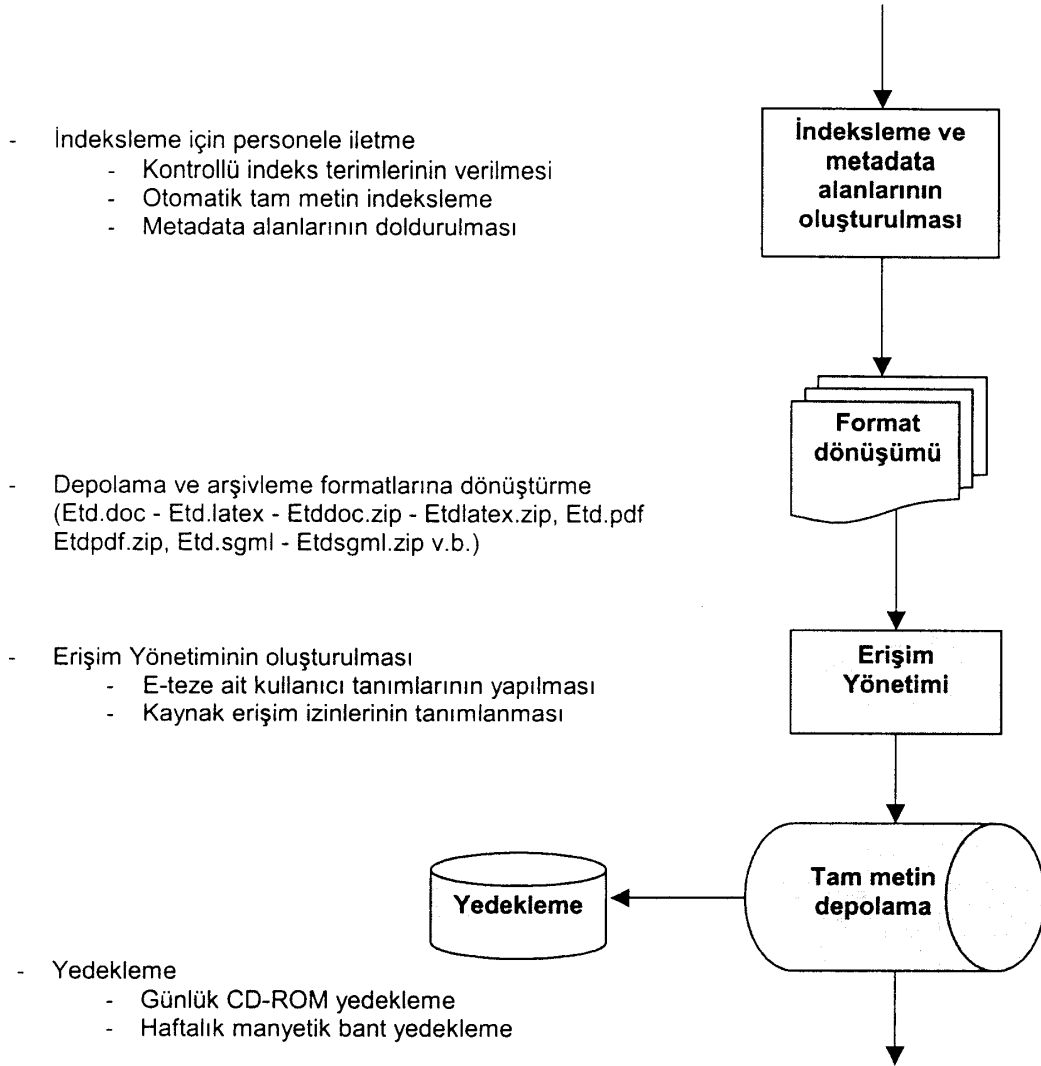 - İndeksleme için personele iletme
- Kontrollü indeks terimlerinin verilmesi
- Otomatik tam metin indeksleme
- Metadata alanlarının doldurulması
İndeksleme ve
metadata
alanlarının
oluşturulması
Format
dönüşümü
- Depolama ve arşivleme formatlarına dönüştürme
(Etd.doc - Etd.latex - Etddoc.zip - Etdlatex.zip, Etd.pdf
Etdpdf.zip, Etd.sgml - Etdsgml.zip v.b.)
- Erişim Yönetiminin oluşturulması
- E-teze ait kullanıcı tanımlarının yapılması
- Kaynak erişim izinlerinin tanımlanması
Erişim
Yönetimi
Tam metin
depolama
Yedekleme
- Yedekleme
- Günlük CD-ROM yedekleme
- Haftalık manyetik bant yedekleme